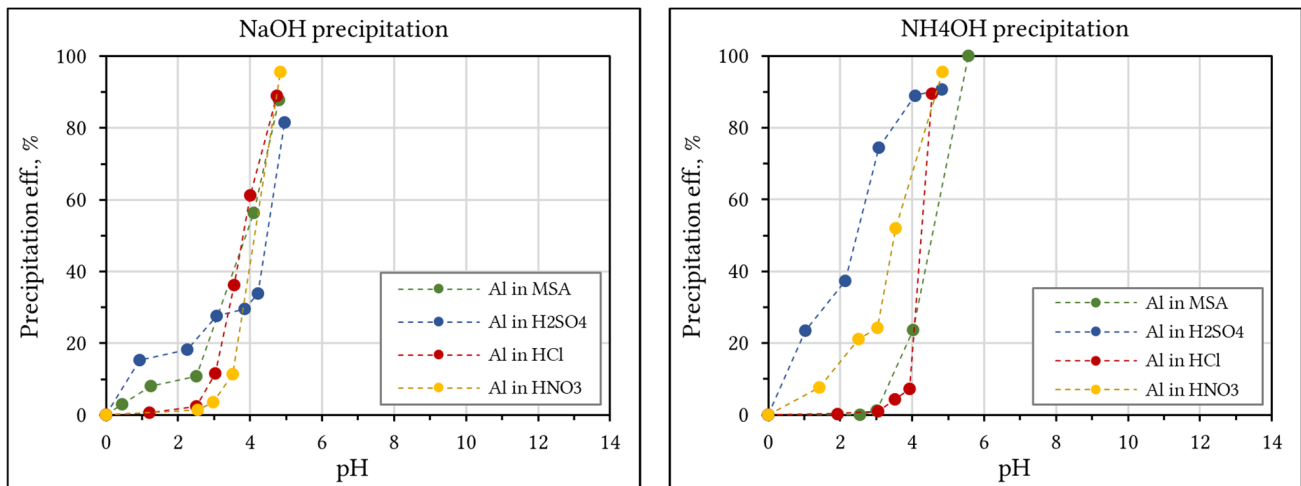 NaOH precipitation
Precipitation eff., %
100
80
60
40
20
0
0 2 4 6 8 10 12 14
pH
Al in MSA
Al in H2SO4
Al in HCl
Al in HNO3
NH4OH precipitation
Precipitation eff., %
100
80
60
40
20
0
0 2 4 6 8 10 12 14
pH
Al in MSA
Al in H2SO4
Al in HCl
Al in HNO3